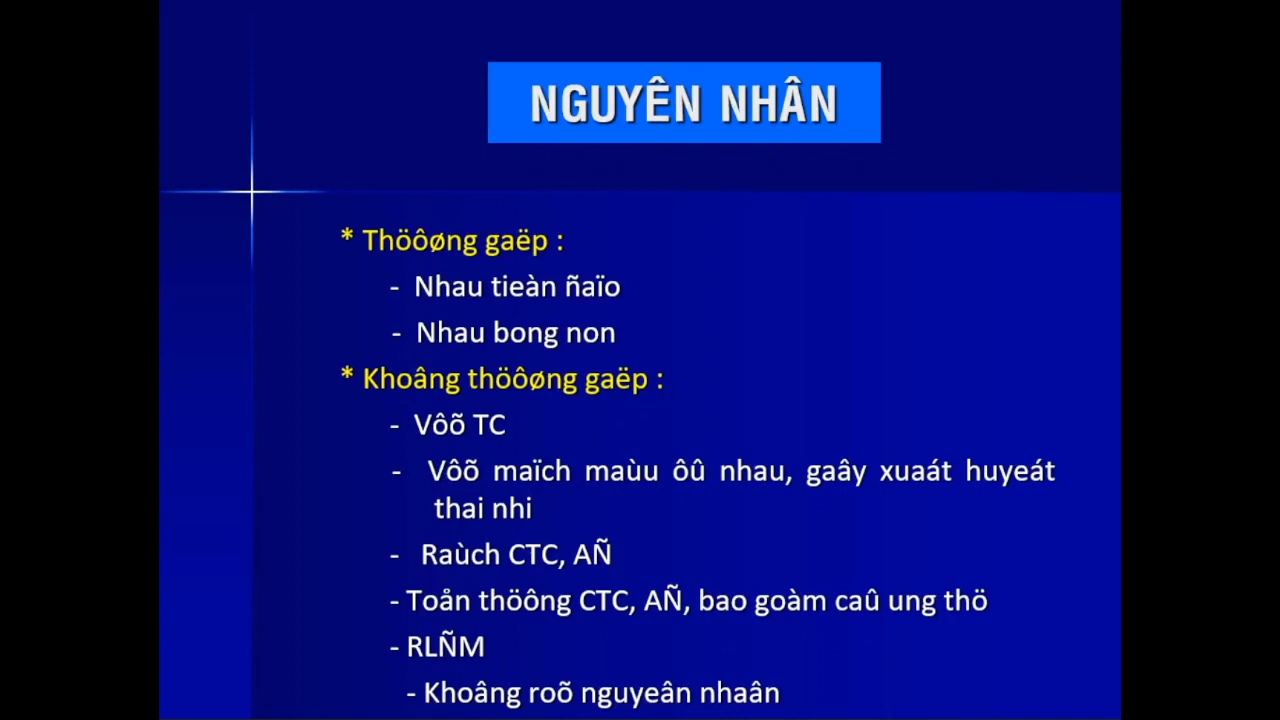 NGUYÊN NHÂN
* Thöôøng gaëp :
- Nhau tieàn ñaïo
- Nhau bong non
* Khoâng thöôøng gaëp :
- Vôõ TC
- Vôõ maïch maùu ôû nhau, gaây xuaát huyeát
thai nhi
- Raùch CTC, AÑ
- Toån thöông CTC, AÑ, bao goàm caû ung thö
- RLÑM
- Khoâng roõ nguyeân nhaân